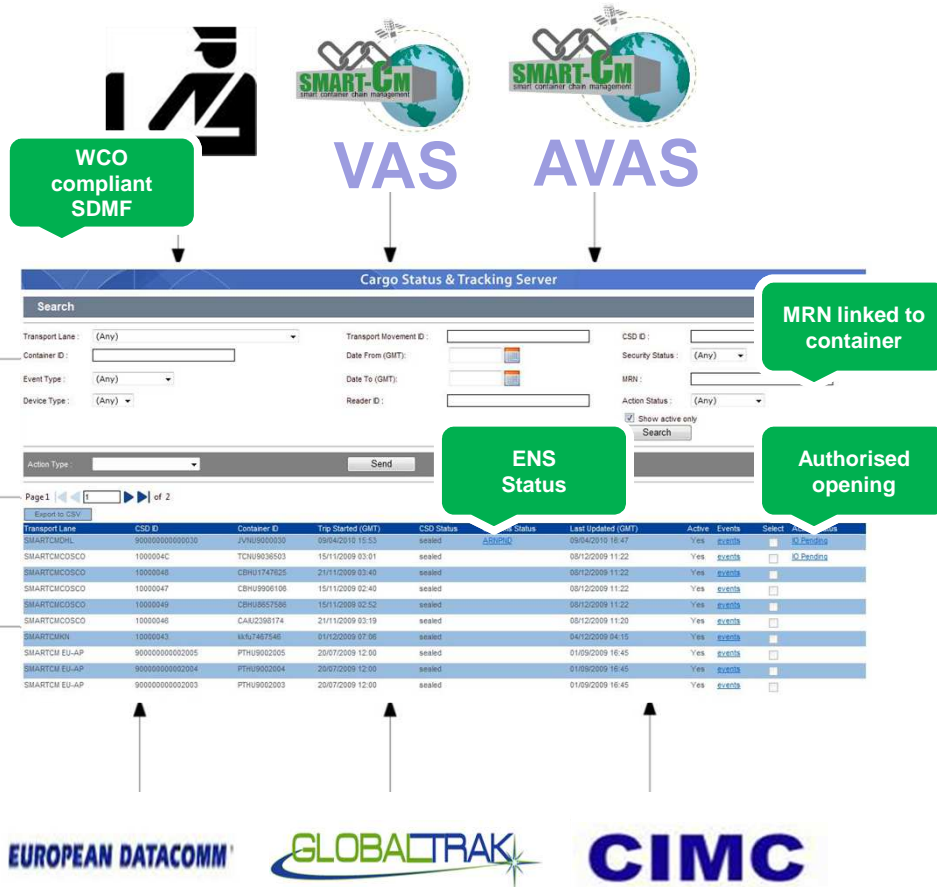 SMART-CM
smart container chain management
SMART-CM
smart container chain management
VAS
AVAS
WCO
compliant
SDMF
Cargo Status & Tracking Server
Search
MRN linked to
container
Transport Lane : (Any) Transport Movement ID : CSD ID :
Container ID : Date From (GMT): Security Status : (Any)
Event Type : (Any) Date To (GMT): MRN :
Device Type : (Any) Reader ID : Action Status : (Any)
Show active only
Search
Action Type : Send
ENS
Status
Authorised
opening
Page 1 1 of 2
Export to CSV
Transport Lane CSD ID Container ID Trip Started (GMT) CSD Status Status Last Updated (GMT) Active Events Select
SMARTCMDHL 900000000000030 JVNU9000030 09/04/2010 15:53 sealed ARNPND 09/04/2010 16:47 Yes events IO Pending
SMARTCMCOSCO 1000004C TCNU9036503 15/11/2009 03:01 sealed 08/12/2009 11:22 Yes events IO Pending
SMARTCMCOSCO 10000048 CBHU1747625 21/11/2009 03:40 sealed 08/12/2009 11:22 Yes events
SMARTCMCOSCO 10000047 CBHU9906106 15/11/2009 02:40 sealed 08/12/2009 11:22 Yes events
SMARTCMCOSCO 10000049 CBHU8657586 15/11/2009 02:52 sealed 08/12/2009 11:22 Yes events
SMARTCMCOSCO 10000046 CAIU2398174 21/11/2009 03:19 sealed 08/12/2009 11:20 Yes events
SMARTCMKN 10000043 kkfu7467546 01/12/2009 07:06 sealed 04/12/2009 04:15 Yes events
SMARTCM EU-AP 900000000002005 PTHU9002005 20/07/2009 12:00 sealed 01/09/2009 16:45 Yes events
SMARTCM EU-AP 900000000002004 PTHU9002004 20/07/2009 12:00 sealed 01/09/2009 16:45 Yes events
SMARTCM EU-AP 900000000002003 PTHU9002003 20/07/2009 12:00 sealed 01/09/2009 16:45 Yes events
EUROPEAN DATACOMM GLOBALTRAK CIMC